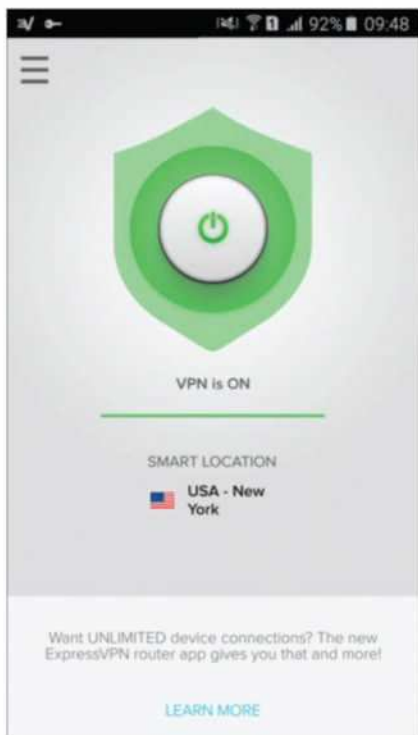 92% 09:48
VPN is ON
SMART LOCATION
USA - New
York
Want UNLIMITED device connections? The new
ExpressVPN router app gives you that and more!
LEARN MORE